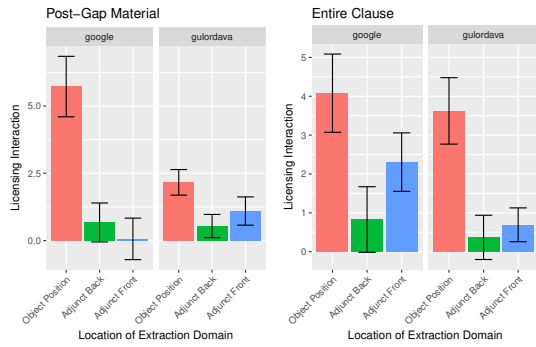 Post-Gap Material
google
gulordava
Licensing Interaction
5.0
2.5
0.0
Object Position
Adjunct Back
Adjunct Front
Object Position
Adjunct Back
Adjunct Front
Location of Extraction Domain
Entire Clause
google
gulordava
Licensing Interaction
5
4
3
2
1
0
Object Position
Adjunct Back
Adjunct Front
Object Position
Adjunct Back
Adjunct Front
Location of Extraction Domain